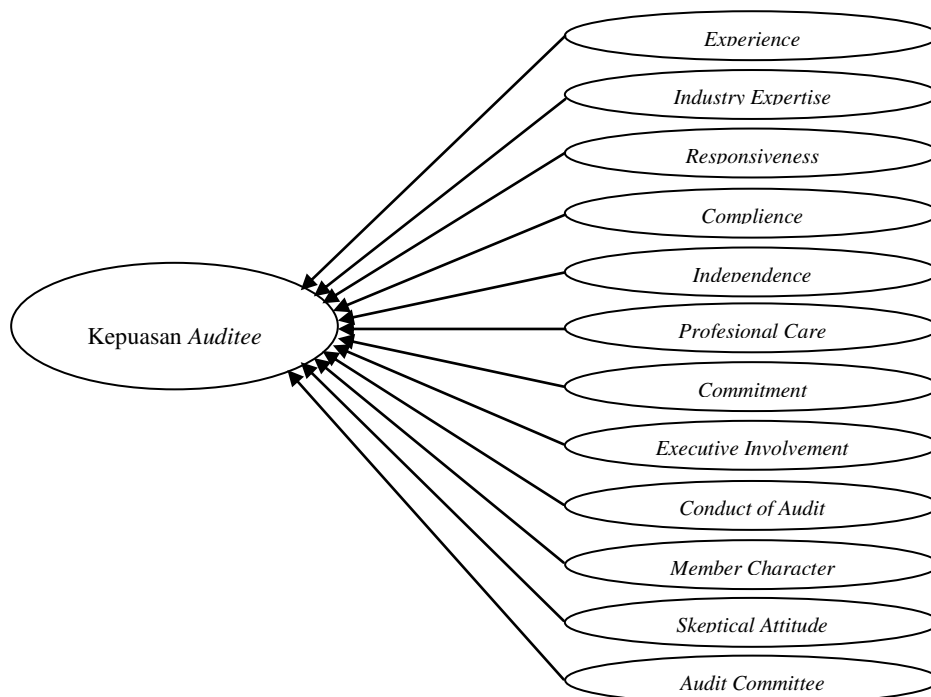 Experience
Industry Expertise
Responsiveness
Complience
Independence
Kepuasan Auditee
Profesional Care
Commitment
Executive Involvement
Conduct of Audit
Member Character
Skeptical Attitude
Audit Committee